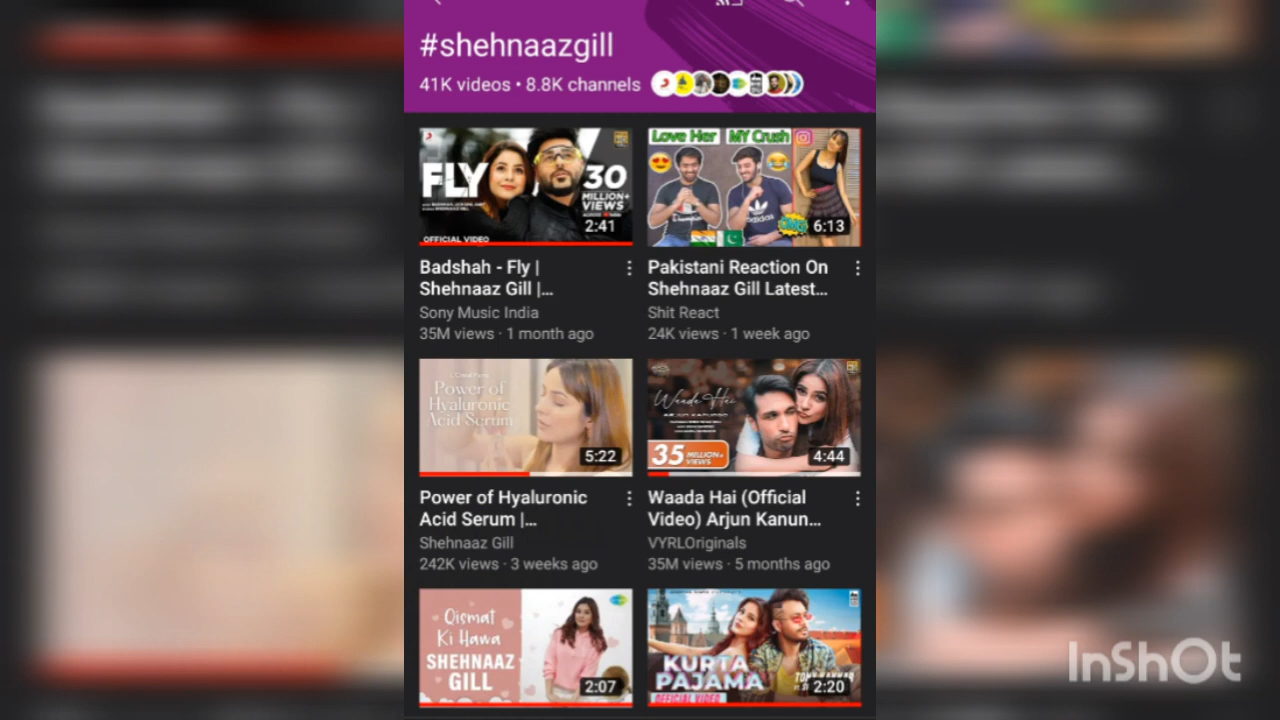 #shehnaazgill
41K videos • 8.8K channels
FLY
30
MILLION+
VIEWS
2:41
OFFICIAL VIDEO
Love Her MY Crush
adidas
6:13
Badshah - Fly |
Shehnaaz Gill |...
Sony Music India
35M views · 1 month ago
Pakistani Reaction On
Shehnaaz Gill Latest...
Shit React
24K views · 1 week ago
Power of
Hyaluronic
Acid Serum
5:22
Waada Hai
35 MILLION+
VIEWS
4:44
Power of Hyaluronic
Acid Serum |...
Shehnaaz Gill
242K views · 3 weeks ago
Waada Hai (Official
Video) Arjun Kanun...
VYRLOriginals
35M views · 5 months ago
Qismat
Ki Hawa
SHEHNAAZ
GILL
2:07
KURTA
PAJAMA
OFFICIAL VIDEO
2:20
InShOt